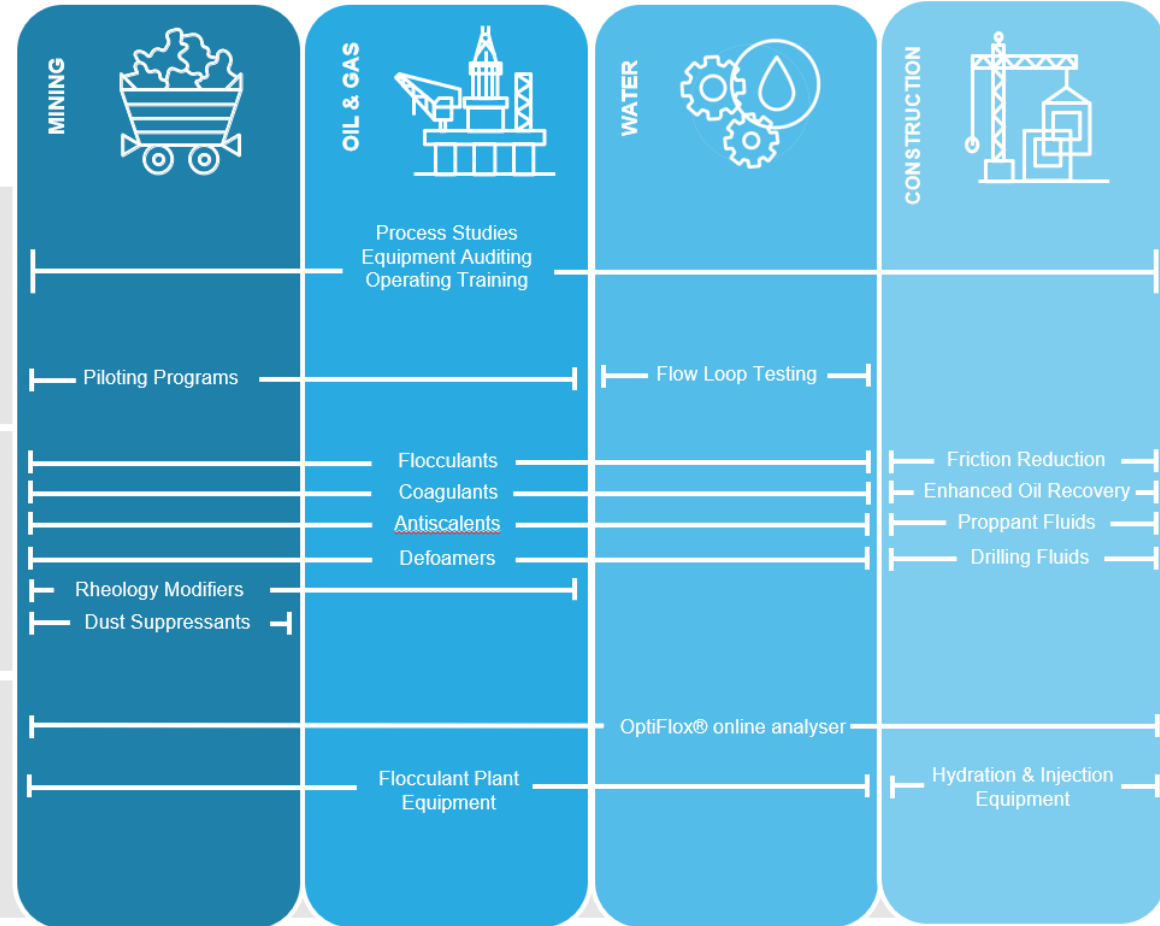 MINING
OIL & GAS
WATER
CONSTRUCTION
Process Studies
Equipment Auditing
Operating Training
Piloting Programs
Flow Loop Testing
Flocculants
Friction Reduction
Coagulants
Enhanced Oil Recovery
Antiscalents
Proppant Fluids
Defoamers
Drilling Fluids
Rheology Modifiers
Dust Suppressants
OptiFlox® online analyser
Flocculant Plant
Equipment
Hydration & Injection
Equipment